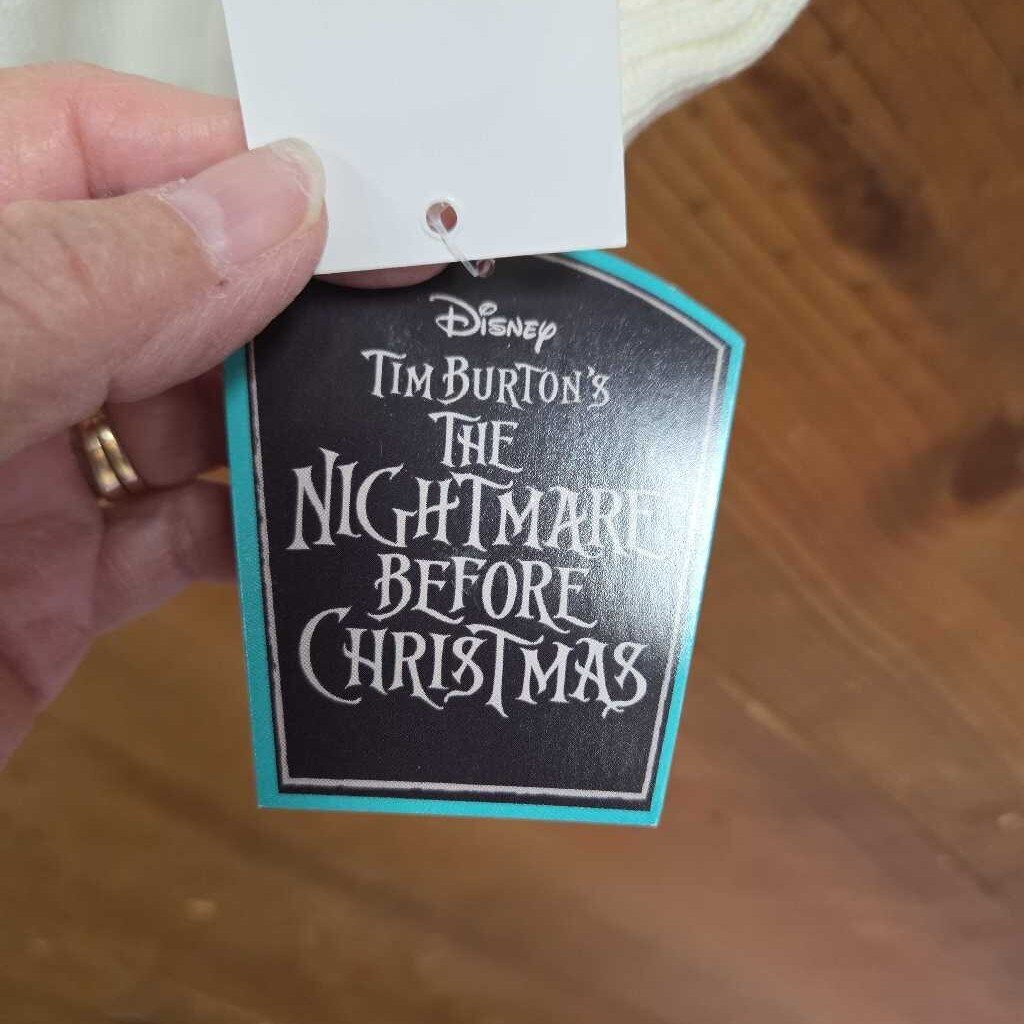 Disney
TIM BURTON'S
THE
NIGHTMARE
BEFORE
CHRISTMAS